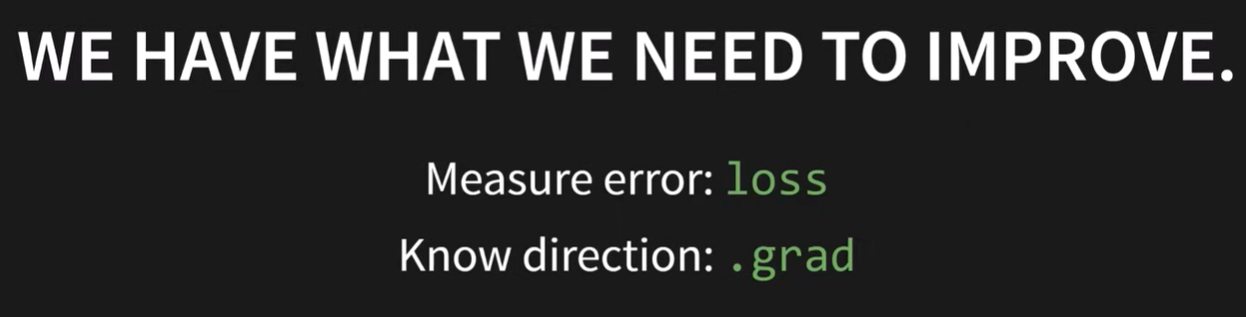 WE HAVE WHAT WE NEED TO IMPROVE.
Measure error: loss
Know direction: .grad